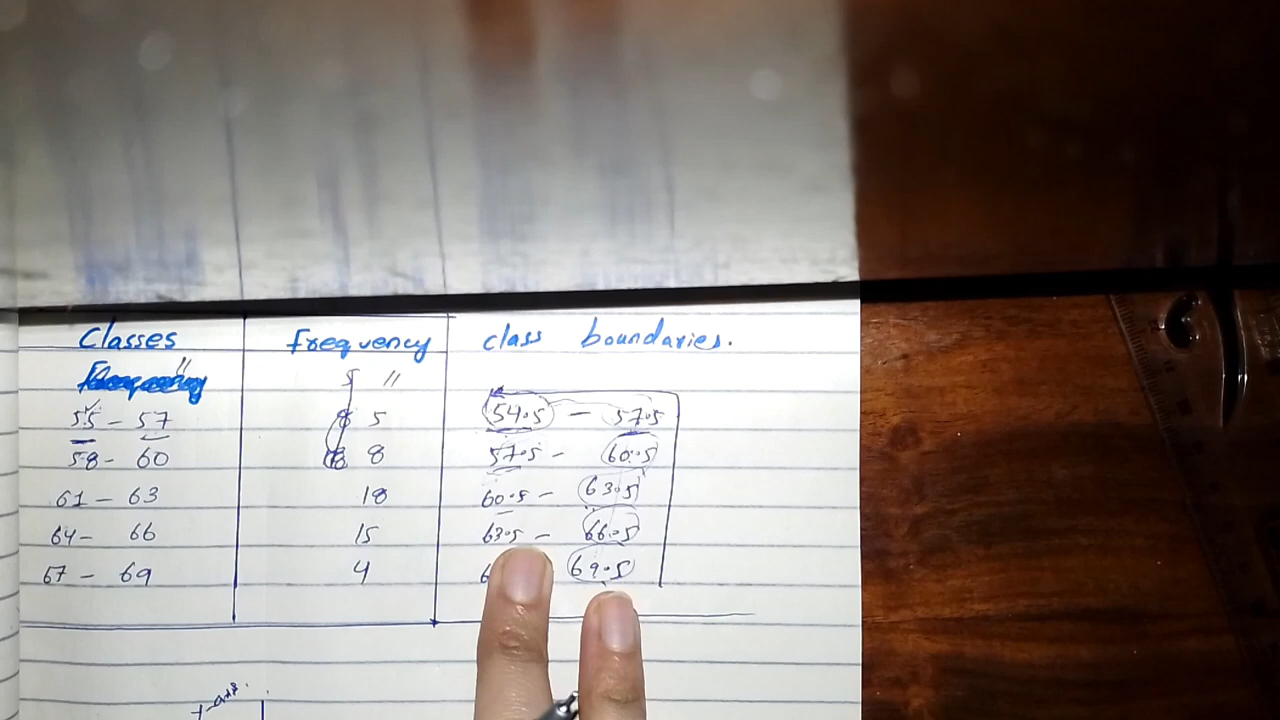 Classes Frequency class boundaries.
" 5 "
55 - 57 5 54.5 - 57.5
58 - 60 8 57.5 - 60.5
61 - 63 18 60.5 - 63.5
64 - 66 15 63.5 - 66.5
67 - 69 4 6 69.5